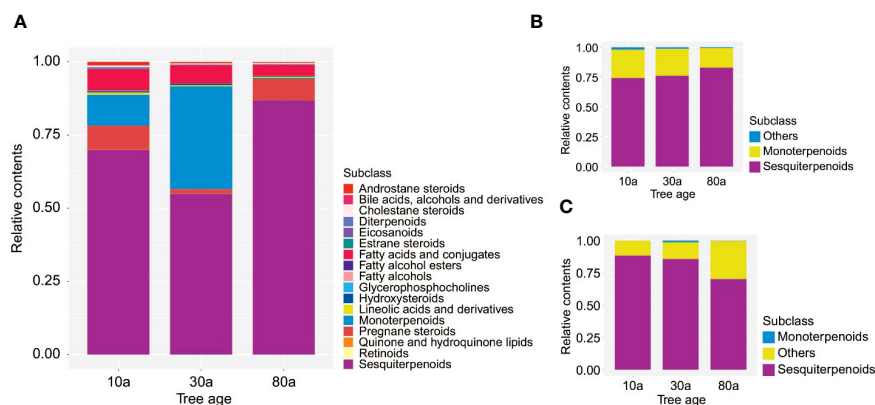 A
Relative contents
1.00
0.75
0.50
0.25
0.00
10a
30a
80a
Tree age
Subclass
Androstane steroids
Bile acids, alcohols and derivatives
Cholestane steroids
Diterpenoids
Eicosanoids
Estrane steroids
Fatty acids and conjugates
Fatty alcohol esters
Fatty alcohols
Glycerophosphocholines
Hydroxysteroids
Lineolic acids and derivatives
Monoterpenoids
Pregnane steroids
Quinone and hydroquinone lipids
Retinoids
Sesquiterpenoids
B
Relative contents
1.00
0.75
0.50
0.25
0.00
10a
30a
80a
Tree age
Subclass
Others
Monoterpenoids
Sesquiterpenoids
C
Relative contents
1.00
0.75
0.50
0.25
0.00
10a
30a
80a
Tree age
Subclass
Monoterpenoids
Others
Sesquiterpenoids